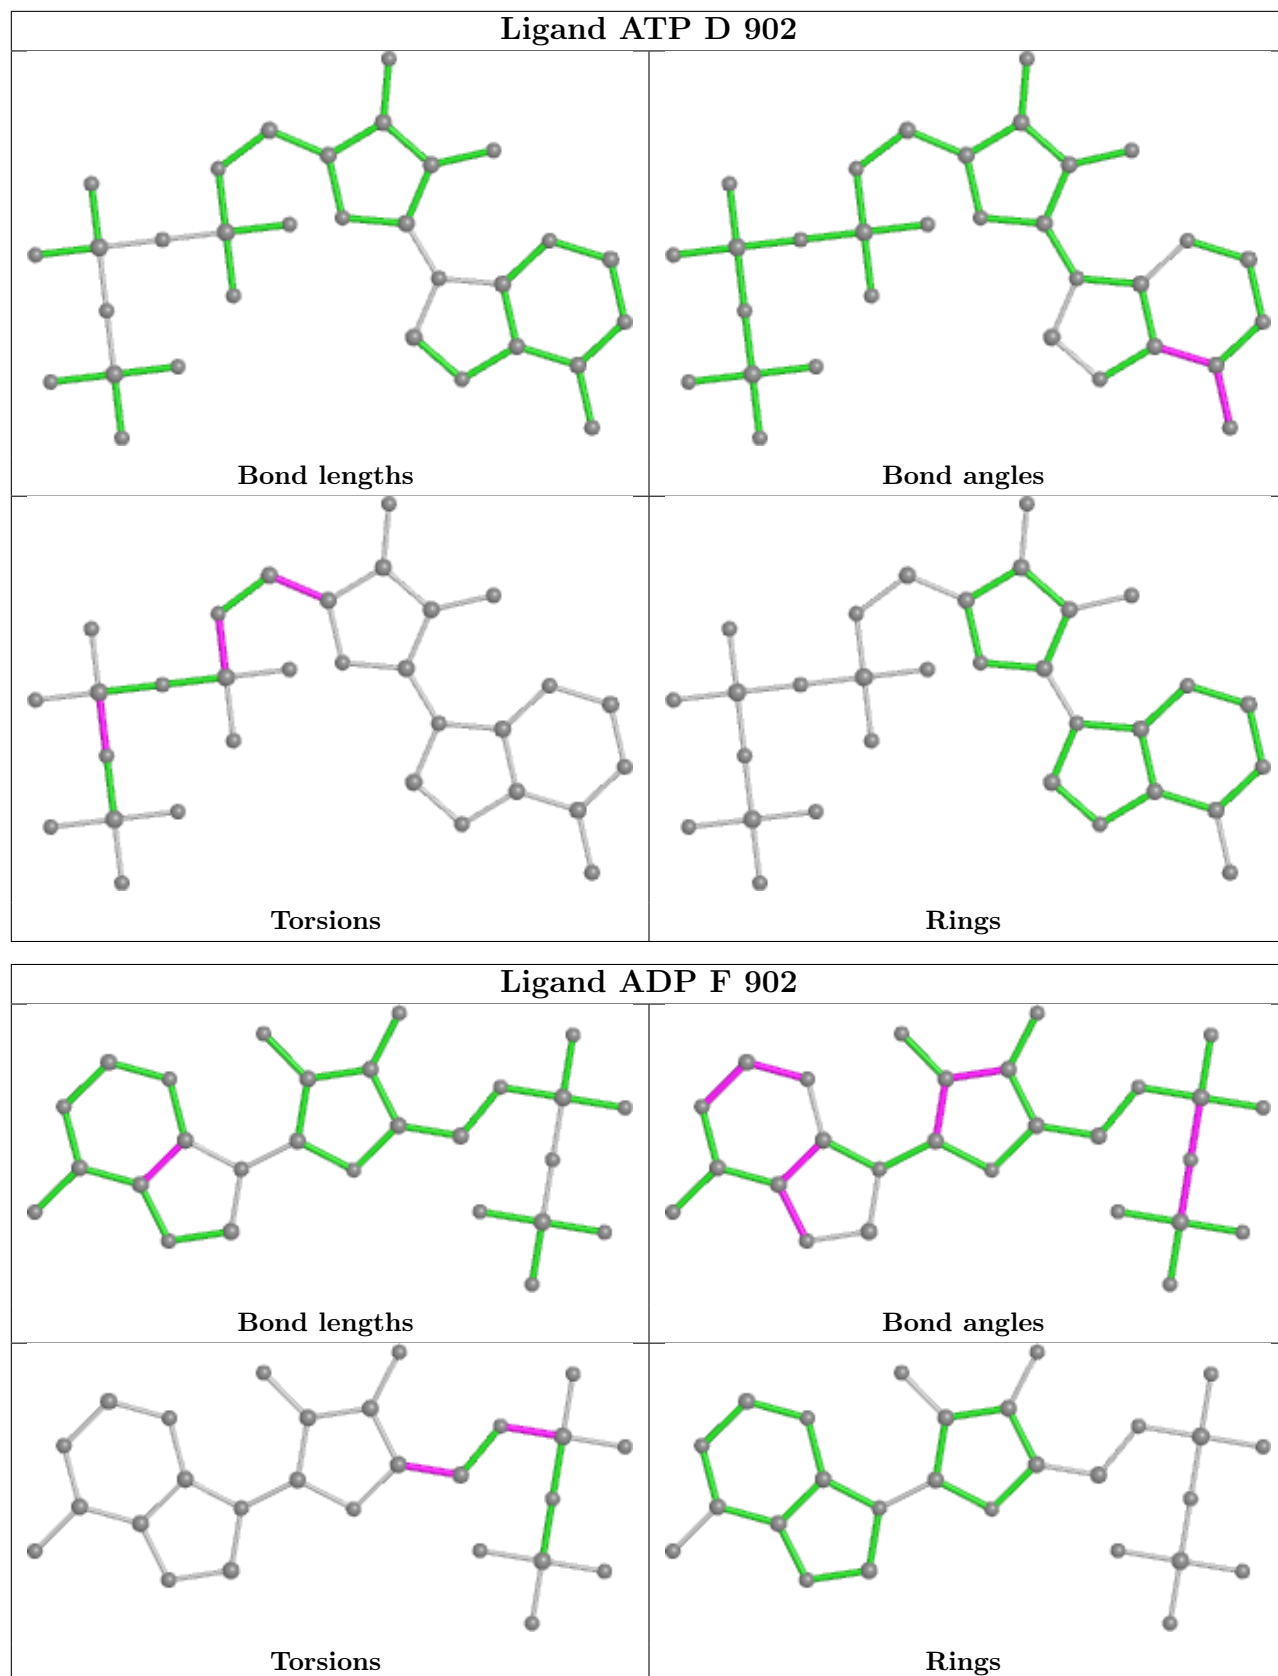 Ligand ATP D 902
Bond lengths
Bond angles
Torsions
Rings
Ligand ADP F 902
Bond lengths
Bond angles
Torsions
Rings